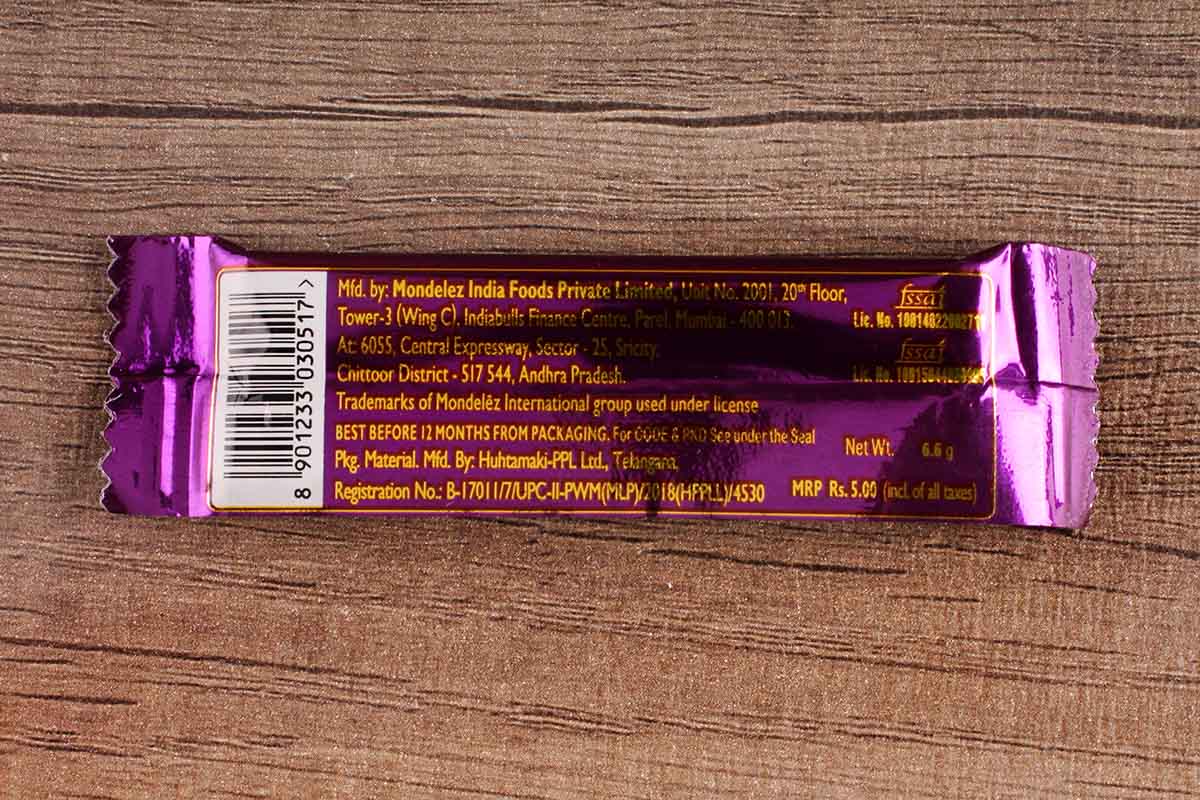 8 901233 030517 >
Mfd. by: Mondelez India Foods Private Limited, Unit No. 2001, 20th Floor,
Tower-3 (Wing C), Indiabulls Finance Centre, Parel, Mumbai - 400 013.
At: 6055, Central Expressway, Sector - 25, Sricity,
Chittoor District - 517 544, Andhra Pradesh.
Trademarks of Mondelēz International group used under license
BEST BEFORE 12 MONTHS FROM PACKAGING. For CODE & PKD See under the Seal
Pkg. Material. Mfd. By: Huhtamaki-PPL Ltd., Telangana,
Registration No.: B-17011/7/UPC-II-PWM(MLP)/2018(HPPLL)/4530
fssai
Lic. No.
fssai
Lic. No.
Net Wt. 6.6 g
MRP Rs. 5.00 (incl. of all taxes)